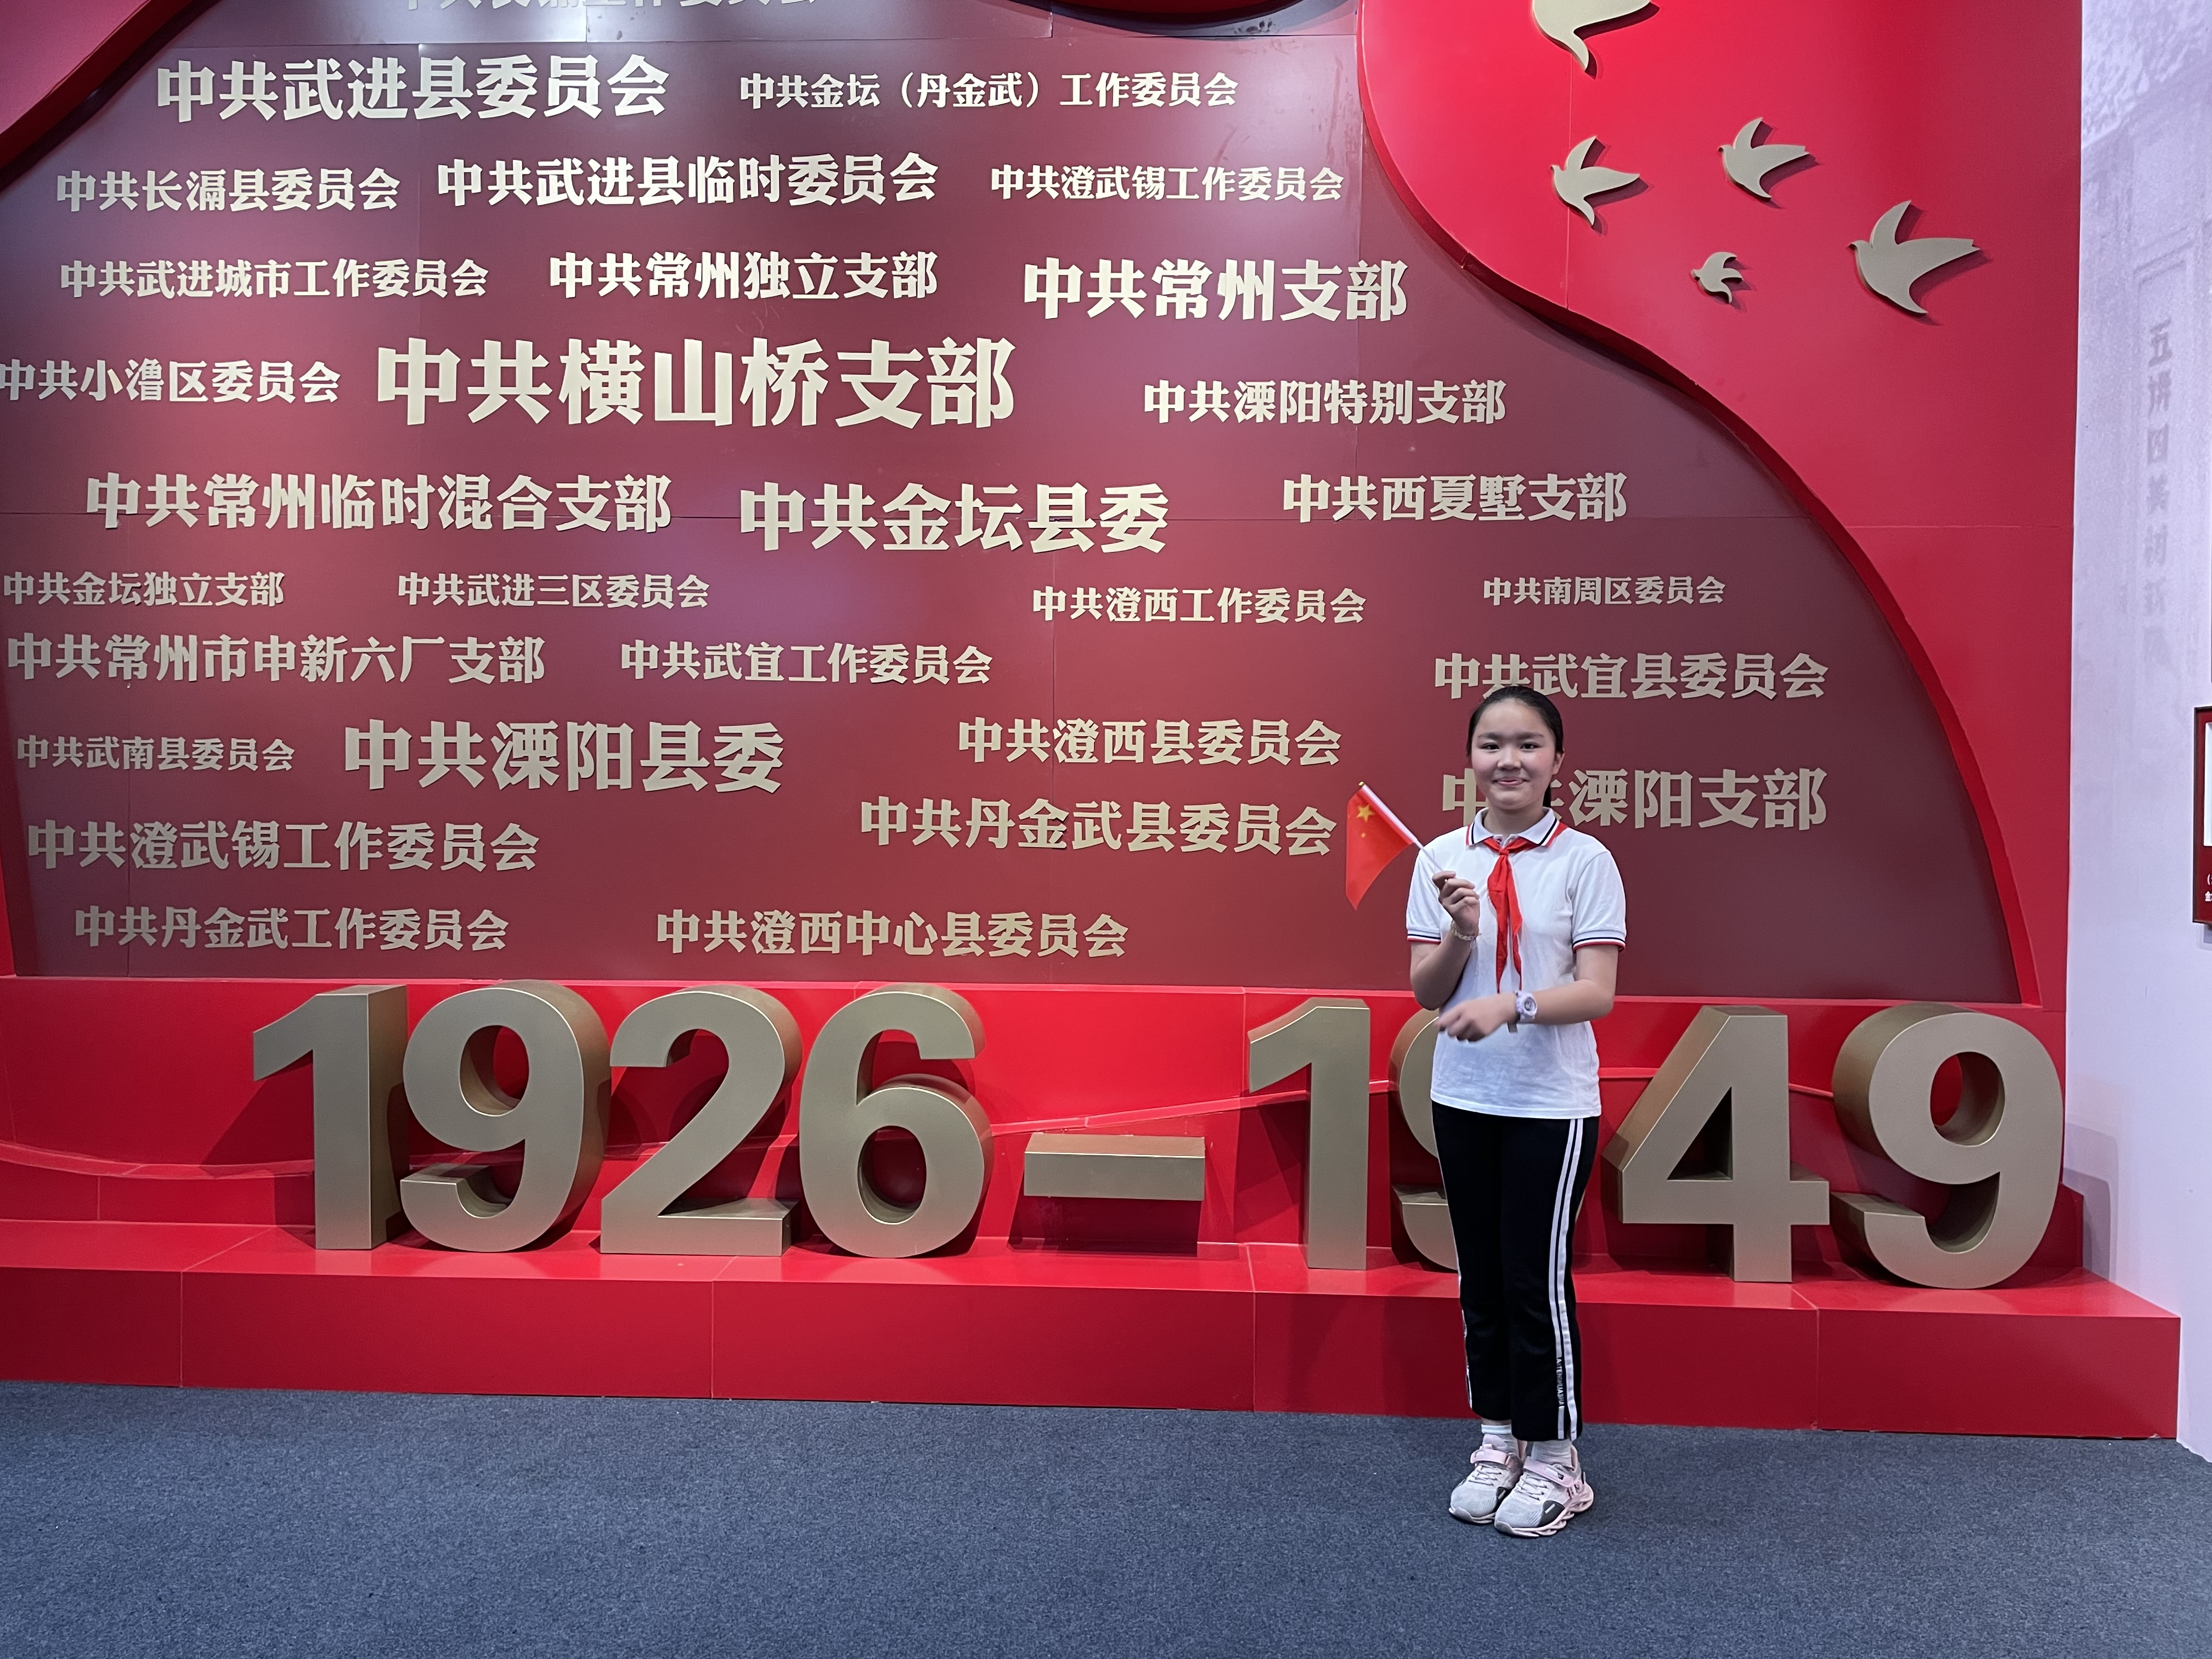 中共武进县委员会 中共金坛（丹金武）工作委员会
中共长滆县委员会 中共武进县临时委员会 中共澄武锡工作委员会
中共武进城市工作委员会 中共常州独立支部 中共常州支部
中共小澛区委员会 中共横山桥支部 中共溧阳特别支部
中共常州临时混合支部 中共金坛县委 中共西夏墅支部
中共金坛独立支部 中共武进三区委员会 中共澄西工作委员会 中共南周区委员会
中共常州市申新六厂支部 中共武宜工作委员会 中共武宜县委员会
中共武南县委员会 中共溧阳县委 中共澄西县委员会
中共溧阳支部
中共澄武锡工作委员会 中共丹金武县委员会
中共丹金武工作委员会 中共澄西中心县委员会
1926-1949